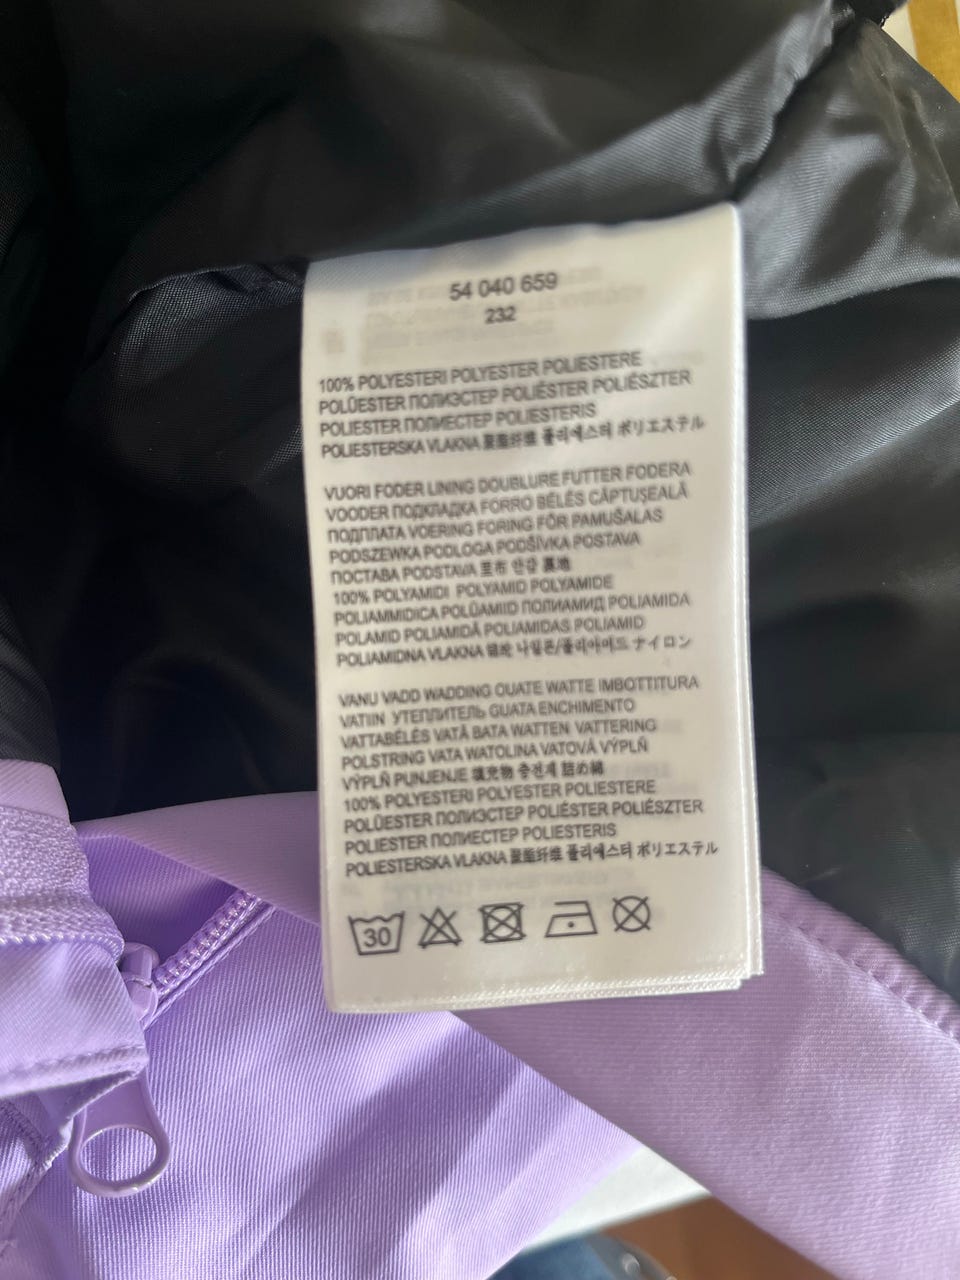 54 040 659
232
100% POLYESTERI POLYESTER POLIESTERE
POLÜESTER ПОЛИЭСТЕР POLIÉSTER POLIÉSZTER
POLIESTER ПОЛИЕСТЕР POLIESTERIS
POLIESTERSKA VLAKNA 聚酯纤维 폴리에스터 ポリエステル
VUORI FODER LINING DOUBLURE FUTTER FODERA
VOODER ПОДКЛАДКА FORRO BÉLÉS CĂPTUŞEALĂ
ПОДПЛАТА VOERING FORING FÔR PAMUŠALAS
PODSZEWKA PODLOGA PODŠÍVKA POSTAVA
ПОСТАВА PODSTAVA 里布 안감 裏地
100% POLYAMIDI POLYAMID POLYAMIDE
POLIAMMIDICA POLÜAMIID ПОЛИАМИД POLIAMIDA
POLAMID POLIAMIDĂ POLIAMIDAS POLIAMID
POLIAMIDNA VLAKNA 锦纶 나일론/폴리아미드 ナイロン
VANU VADD WADDING OUATE WATTE IMBOTTITURA
VATIIN УТЕПЛИТЕЛЬ GUATA ENCHIMENTO
VATTABÉLÉS VATĂ ВАТА WATTEN VATTERING
POLSTRING VATA WATOLINA VATOVÁ VÝPLŇ
VÝPLŇ PUNJENJE 填充物 충전재 詰め綿
100% POLYESTERI POLYESTER POLIESTERE
POLÜESTER ПОЛИЭСТЕР POLIÉSTER POLIÉSZTER
POLIESTER ПОЛИЕСТЕР POLIESTERIS
POLIESTERSKA VLAKNA 聚酯纤维 폴리에스터 ポリエステル
30